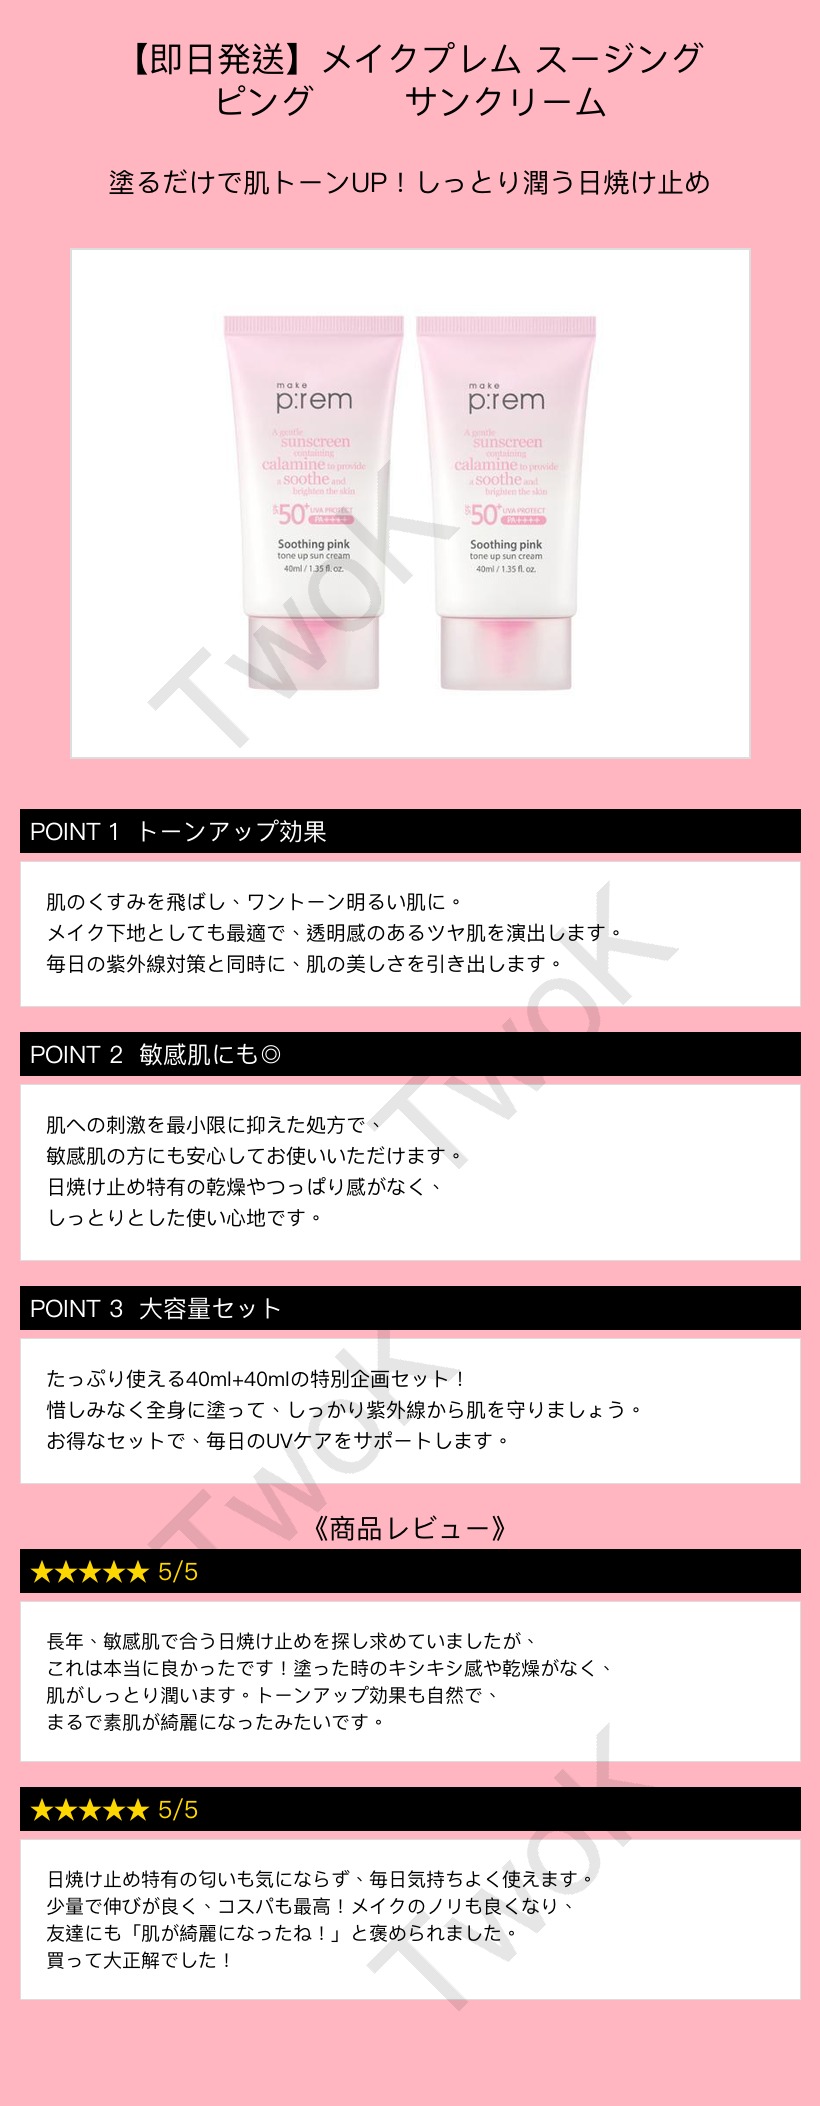 【即日発送】メイクプレム スージング
ピング　　サンクリーム
塗るだけで肌トーンUP！しっとり潤う日焼け止め
make
p:rem
A gentle
sunscreen
containing
calamine to provide
a soothe and
brighten the skin
SPF 50+ UVA PROTECT
PA++++
Soothing pink
tone up sun cream
40ml / 1.35 fl. oz.
make
p:rem
A gentle
sunscreen
containing
calamine to provide
a soothe and
brighten the skin
SPF 50+ UVA PROTECT
PA++++
Soothing pink
tone up sun cream
40ml / 1.35 fl. oz.
TwoK
POINT 1 トーンアップ効果
肌のくすみを飛ばし、ワントーン明るい肌に。
メイク下地としても最適で、透明感のあるツヤ肌を演出します。
毎日の紫外線対策と同時に、肌の美しさを引き出します。
TwoK
POINT 2 敏感肌にも◎
肌への刺激を最小限に抑えた処方で、
敏感肌の方にも安心してお使いいただけます。
日焼け止め特有の乾燥やつっぱり感がなく、
しっとりとした使い心地です。
POINT 3 大容量セット
たっぷり使える40ml+40mlの特別企画セット！
惜しみなく全身に塗って、しっかり紫外線から肌を守りましょう。
お得なセットで、毎日のUVケアをサポートします。
TwoK
《商品レビュー》
★★★★★ 5/5
長年、敏感肌で合う日焼け止めを探し求めていましたが、
これは本当に良かったです！塗った時のキシキシ感や乾燥がなく、
肌がしっとり潤います。トーンアップ効果も自然で、
まるで素肌が綺麗になったみたいです。
★★★★★ 5/5
日焼け止め特有の匂いも気にならず、毎日気持ちよく使えます。
少量で伸びが良く、コスパも最高！メイクのノリも良くなり、
友達にも「肌が綺麗になったね！」と褒められました。
買って大正解でした！
TwoK